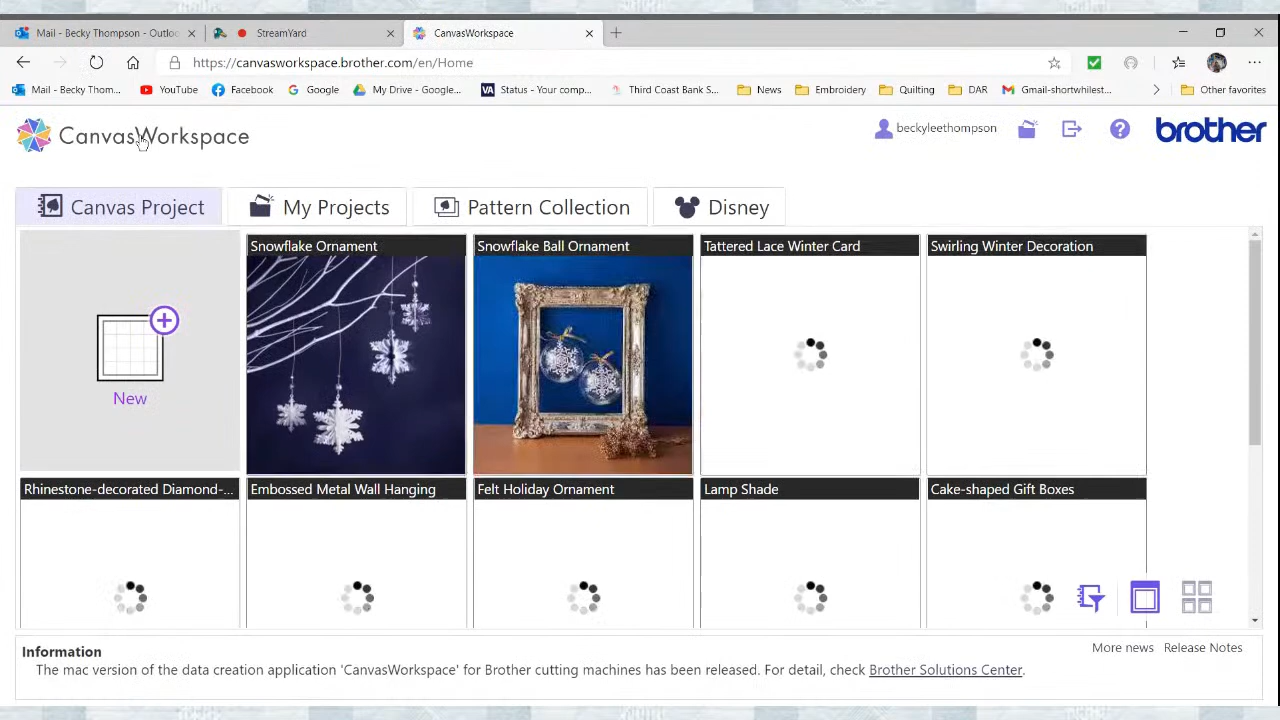 Mail - Becky Thompson - Outloo
StreamYard
CanvasWorkspace
https://canvasworkspace.brother.com/en/Home
Mail - Becky Thom...
YouTube
Facebook
Google
My Drive - Google...
VA Status - Your comp...
Third Coast Bank S...
News
Embroidery
Quilting
DAR
Gmail-shortwhilest...
Other favorites
CanvasWorkspace
beckyleethompson
brother
Canvas Project
My Projects
Pattern Collection
Disney
New
Snowflake Ornament
Snowflake Ball Ornament
Tattered Lace Winter Card
Swirling Winter Decoration
Rhinestone-decorated Diamond-...
Embossed Metal Wall Hanging
Felt Holiday Ornament
Lamp Shade
Cake-shaped Gift Boxes
Information
More news
Release Notes
The mac version of the data creation application 'CanvasWorkspace' for Brother cutting machines has been released. For detail, check Brother Solutions Center.